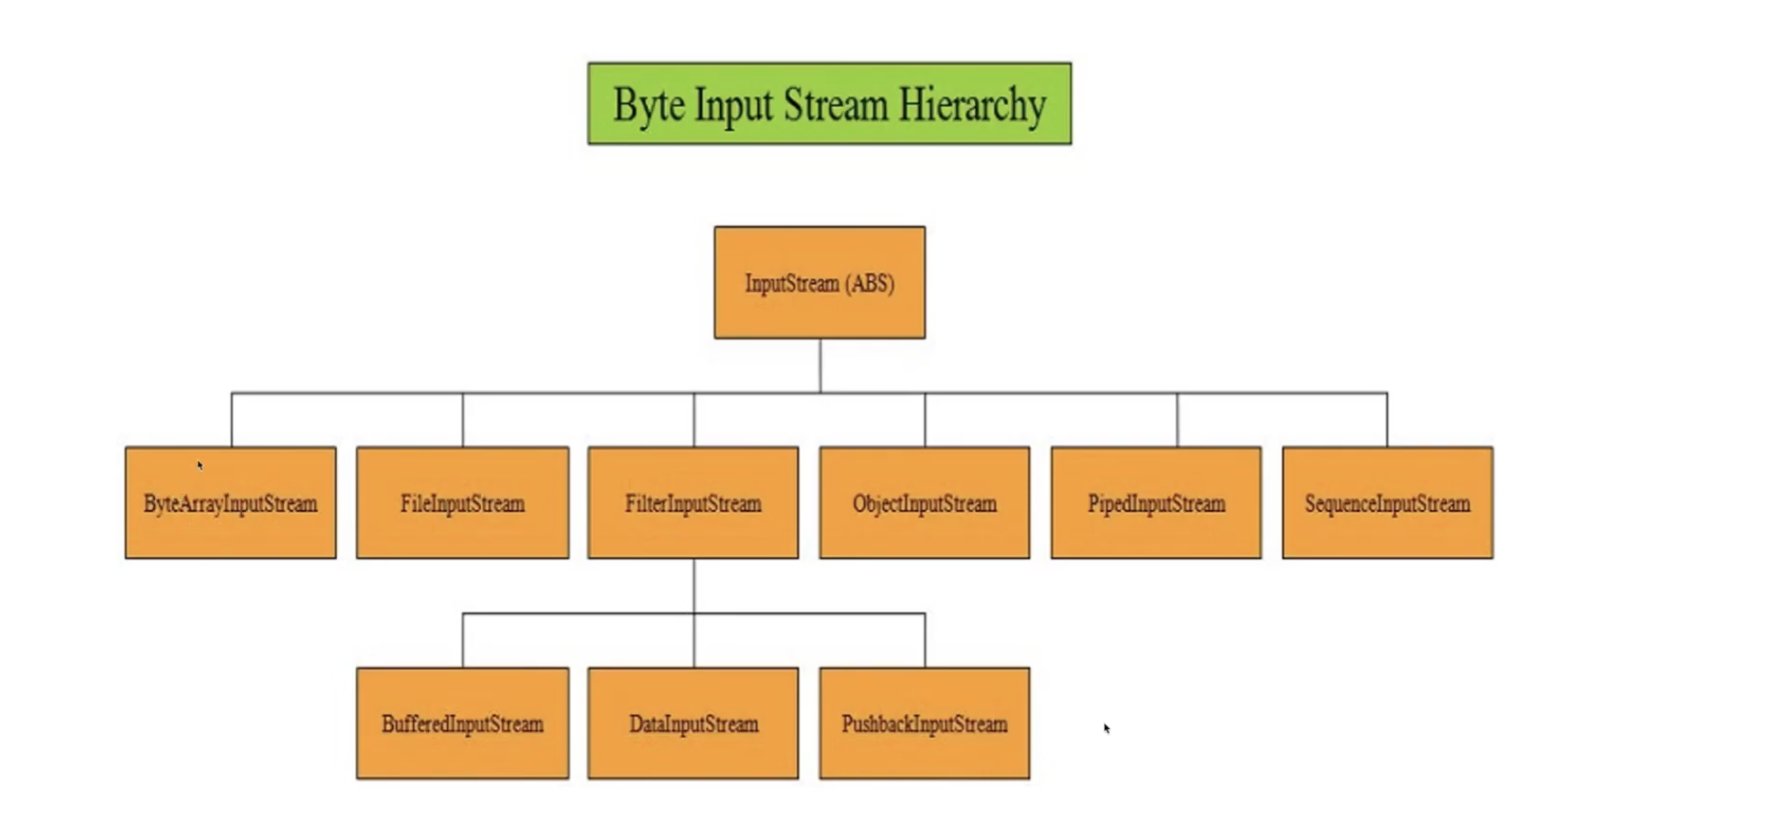 Byte Input Stream Hierarchy
InputStream (ABS)
ByteArrayInputStream
FileInputStream
FilterInputStream
ObjectInputStream
PipedInputStream
SequenceInputStream
BufferedInputStream
DataInputStream
PushbackInputStream